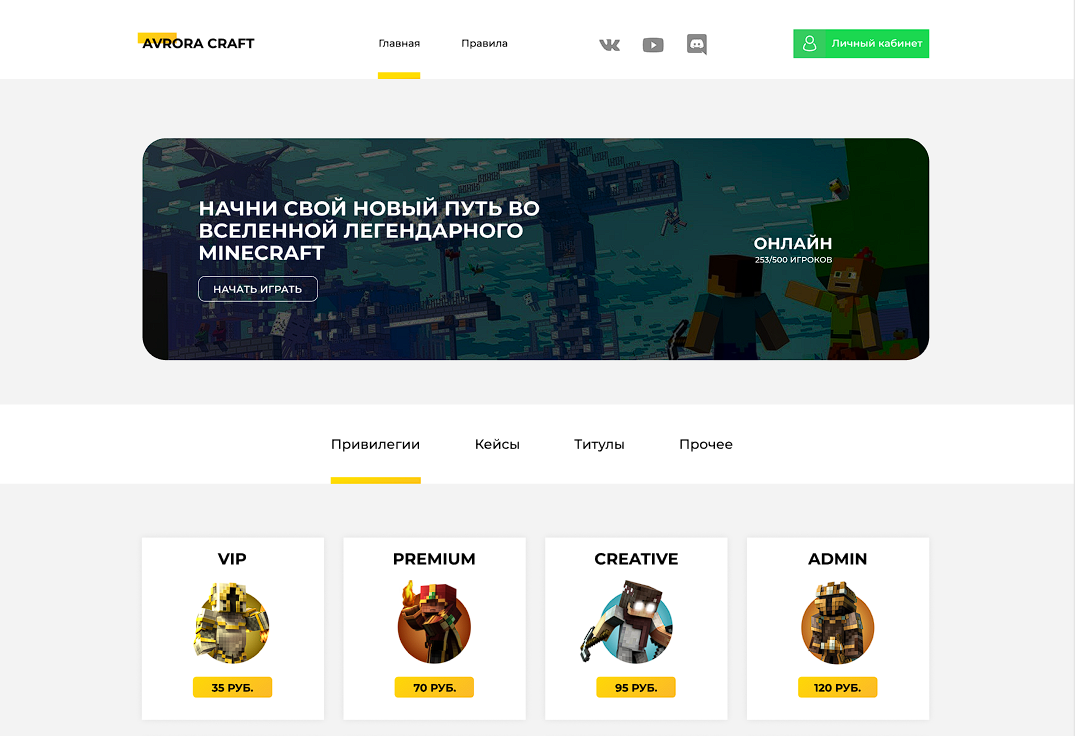 AVRORA CRAFT
Главная
Правила
Личный кабинет
НАЧНИ СВОЙ НОВЫЙ ПУТЬ ВО
ВСЕЛЕННОЙ ЛЕГЕНДАРНОГО
MINECRAFT
НАЧАТЬ ИГРАТЬ
ОНЛАЙН
253/500 ИГРОКОВ
Привилегии
Кейсы
Титулы
Прочее
VIP
PREMIUM
CREATIVE
ADMIN
35 РУБ.
70 РУБ.
95 РУБ.
120 РУБ.